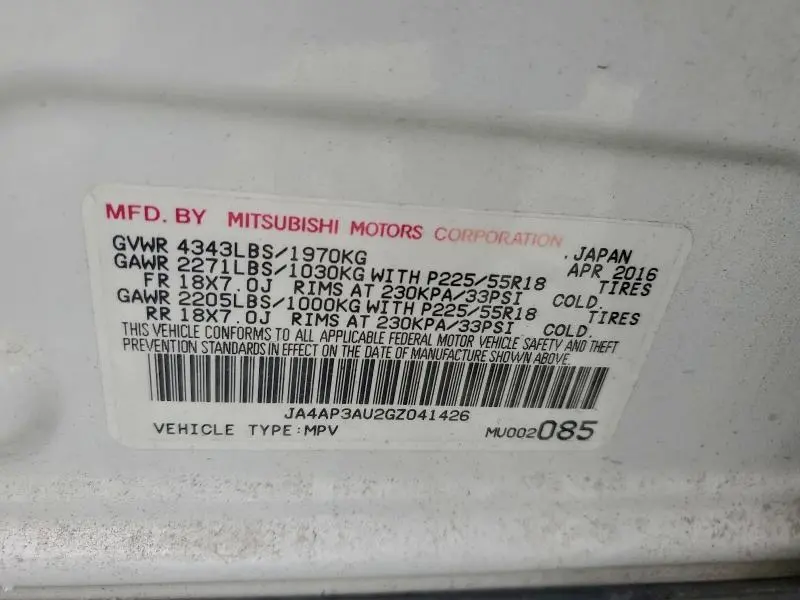 MFD. BY MITSUBISHI MOTORS CORPORATION
GVWR 4343LBS/1970KG JAPAN
GAWR 2271LBS/1030KG WITH P225/55R18 APR 2016
FR 18X7.0J RIMS AT 230KPA/33PSI COLD. TIRES
GAWR 2205LBS/1000KG WITH P225/55R18 TIRES
RR 18X7.0J RIMS AT 230KPA/33PSI COLD.
THIS VEHICLE CONFORMS TO ALL APPLICABLE FEDERAL MOTOR VEHICLE SAFETY AND THEFT
PREVENTION STANDARDS IN EFFECT ON THE DATE OF MANUFACTURE SHOWN ABOVE.
JA4AP3AU2GZ041426
VEHICLE TYPE:MPV MU002085